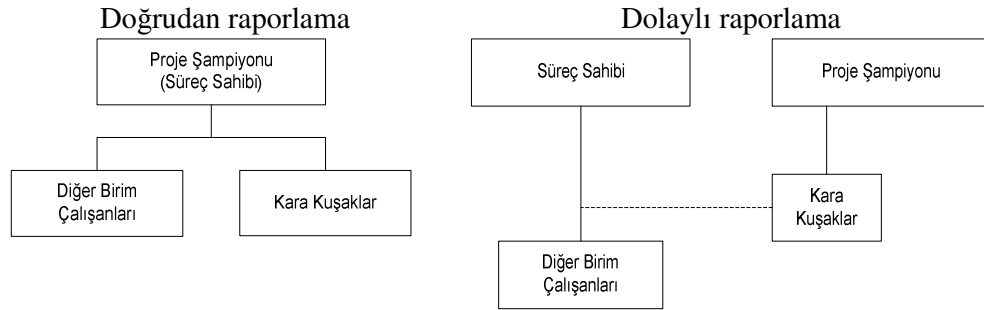 Doğrudan raporlama
Proje Şampiyonu
(Süreç Sahibi)
Diğer Birim
Çalışanları
Kara Kuşaklar
Dolaylı raporlama
Süreç Sahibi
Proje Şampiyonu
Kara
Kuşaklar
Diğer Birim
Çalışanları